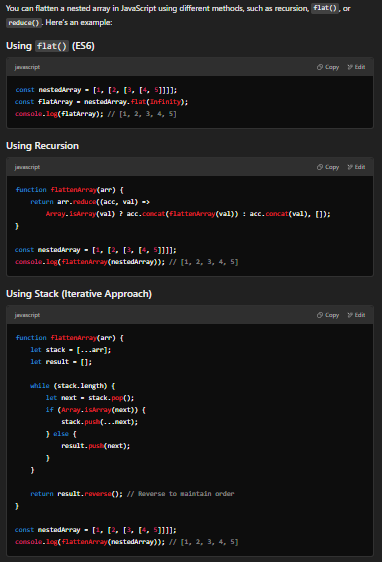 You can flatten a nested array in JavaScript using different methods, such as recursion, flat(), or
reduce(). Here's an example:
Using flat() (ES6)
javascript
Copy
Edit
const nestedArray = [1, [2, [3, [4, 5]]]];
const flatArray = nestedArray.flat(Infinity);
console.log(flatArray); // [1, 2, 3, 4, 5]
Using Recursion
javascript
Copy
Edit
function flattenArray(arr) {
    return arr.reduce((acc, val) =>
        Array.isArray(val) ? acc.concat(flattenArray(val)) : acc.concat(val), []);
}
const nestedArray = [1, [2, [3, [4, 5]]]];
console.log(flattenArray(nestedArray)); // [1, 2, 3, 4, 5]
Using Stack (Iterative Approach)
javascript
Copy
Edit
function flattenArray(arr) {
    let stack = [...arr];
    let result = [];
    while (stack.length) {
        let next = stack.pop();
        if (Array.isArray(next)) {
            stack.push(...next);
        } else {
            result.push(next);
        }
    }
    return result.reverse(); // Reverse to maintain order
}
const nestedArray = [1, [2, [3, [4, 5]]]];
console.log(flattenArray(nestedArray)); // [1, 2, 3, 4, 5]